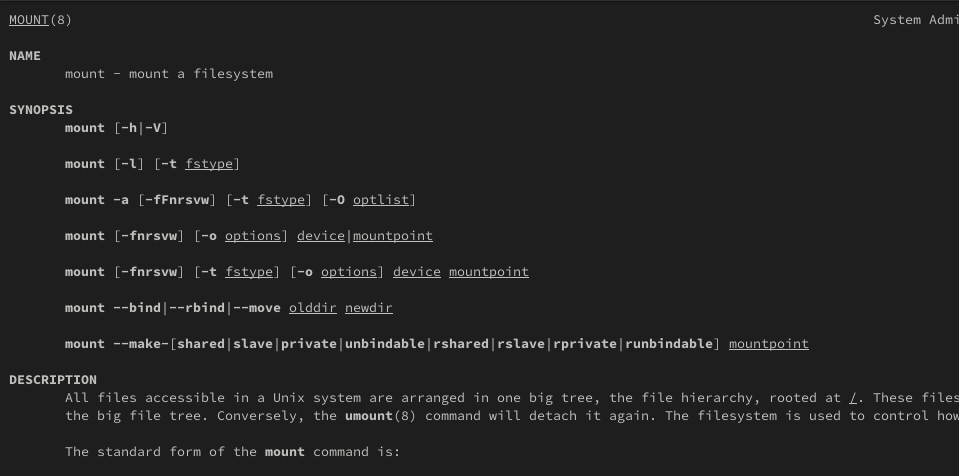 MOUNT(8) System Admi
NAME
mount - mount a filesystem
SYNOPSIS
mount [-h|-V]
mount [-l] [-t fstype]
mount -a [-fFnrsvw] [-t fstype] [-O optlist]
mount [-fnrsvw] [-o options] device|mountpoint
mount [-fnrsvw] [-t fstype] [-o options] device mountpoint
mount --bind|--rbind|--move olddir newdir
mount --make-[shared|slave|private|unbindable|rshared|rslave|rprivate|runbindable] mountpoint
DESCRIPTION
All files accessible in a Unix system are arranged in one big tree, the file hierarchy, rooted at /. These files
the big file tree. Conversely, the umount(8) command will detach it again. The filesystem is used to control how
The standard form of the mount command is: